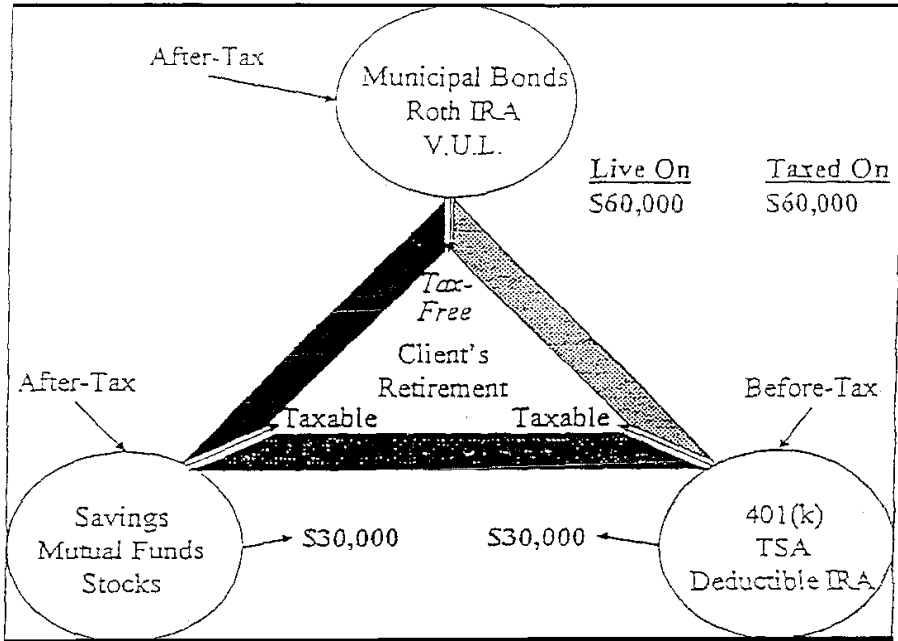 After-Tax
Municipal Bonds
Roth IRA
V.U.L.
Live On Taxed On
$60,000 $60,000
Tax-
Free
Client's
Retirement
After-Tax
Before-Tax
Taxable Taxable
Savings
Mutual Funds
Stocks
$30,000 $30,000
401(k)
TSA
Deductible IRA